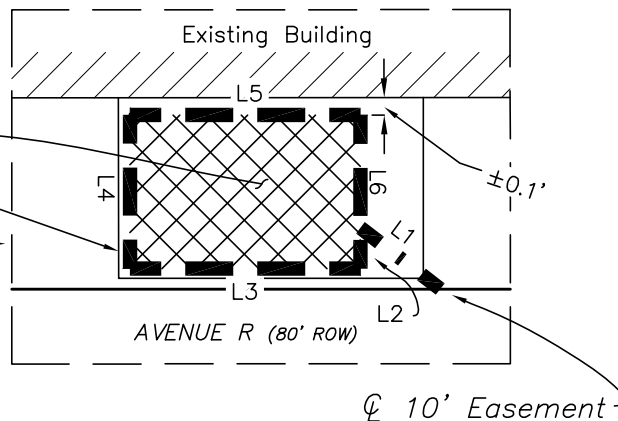 Existing Building
L5
L4
L6
±0.1'
L1
L3
L2
AVENUE R (80' ROW)
℄ 10' Easement